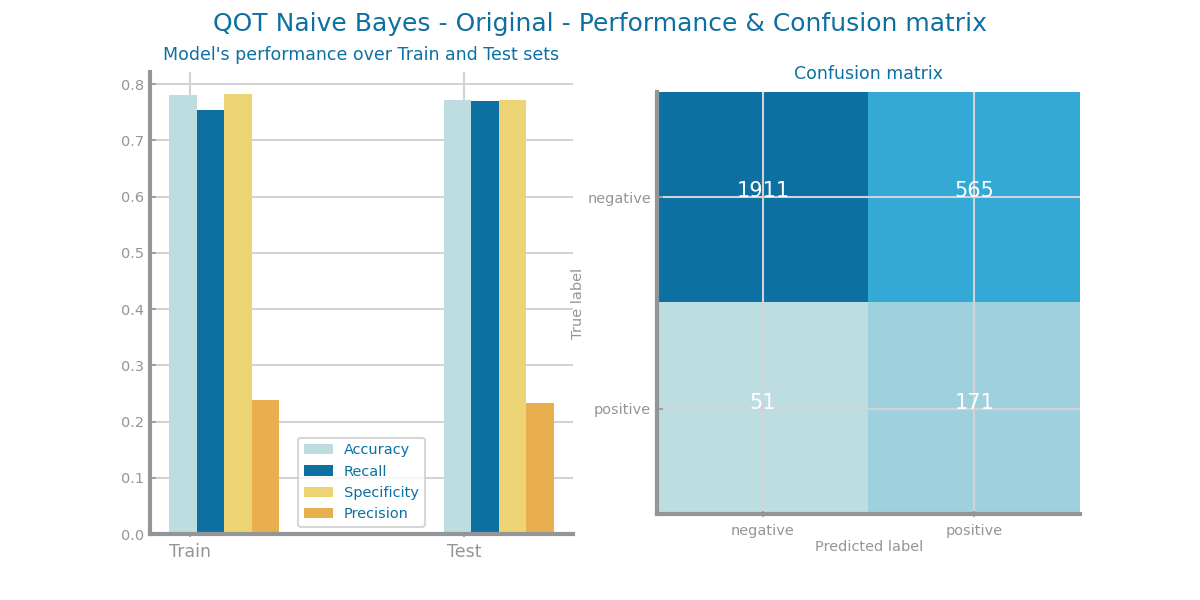 QOT Naive Bayes - Original - Performance & Confusion matrix
Model's performance over Train and Test sets
0.8
0.7
0.6
0.5
0.4
0.3
0.2
0.1
0.0
Train
Test
Accuracy
Recall
Specificity
Precision
Confusion matrix
True label
negative
positive
1911
565
51
171
negative
positive
Predicted label